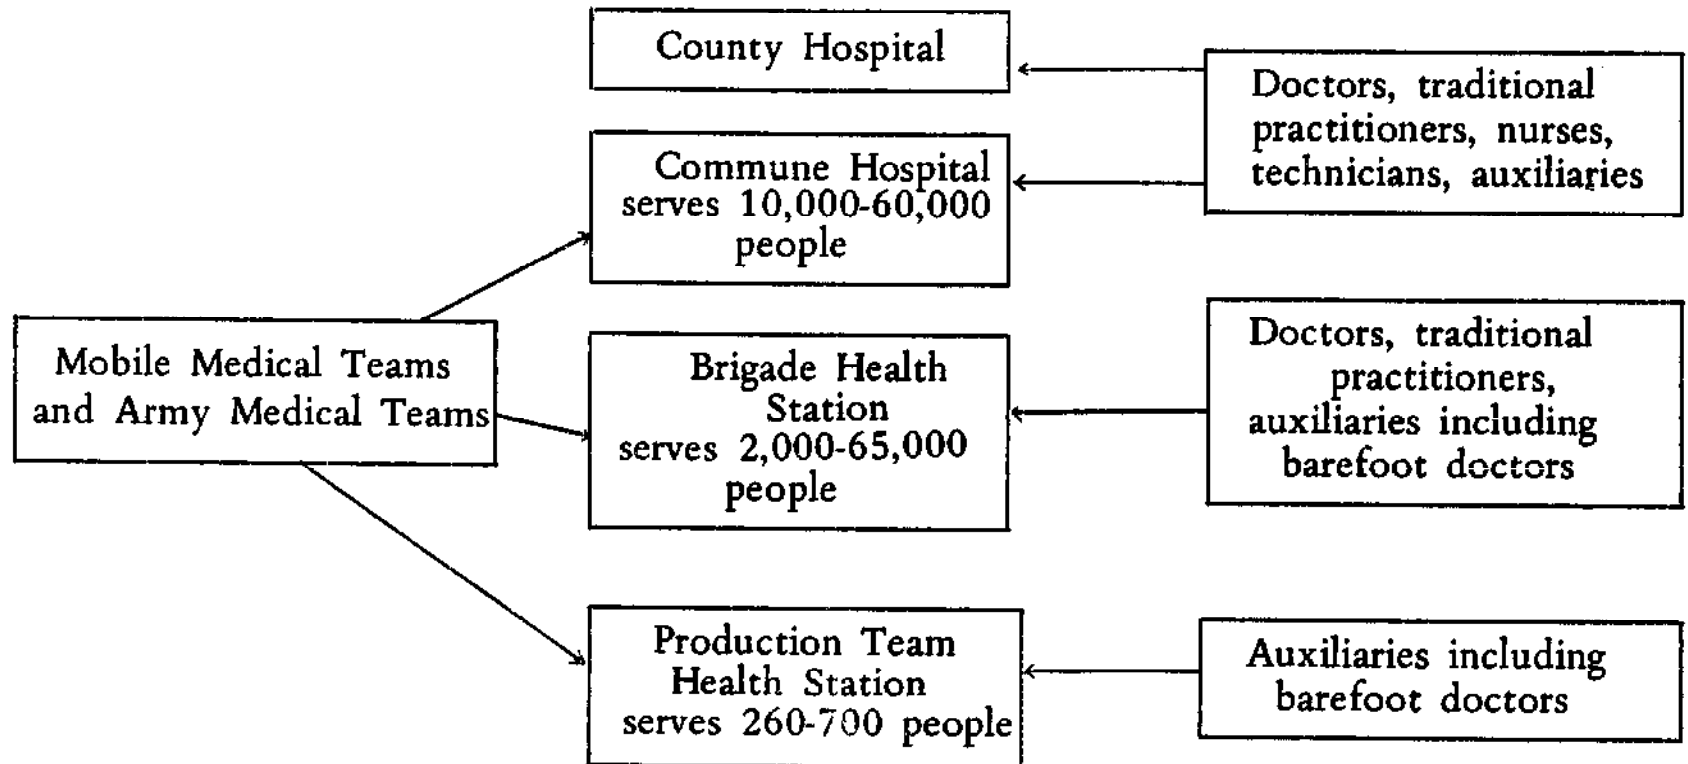 County Hospital
Commune Hospital
serves 10,000-60,000
people
Mobile Medical Teams
and Army Medical Teams
Brigade Health
Station
serves 2,000-65,000
people
Production Team
Health Station
serves 260-700 people
Doctors, traditional
practitioners, nurses,
technicians, auxiliaries
Doctors, traditional
practitioners,
auxiliaries including
barefoot doctors
Auxiliaries including
barefoot doctors